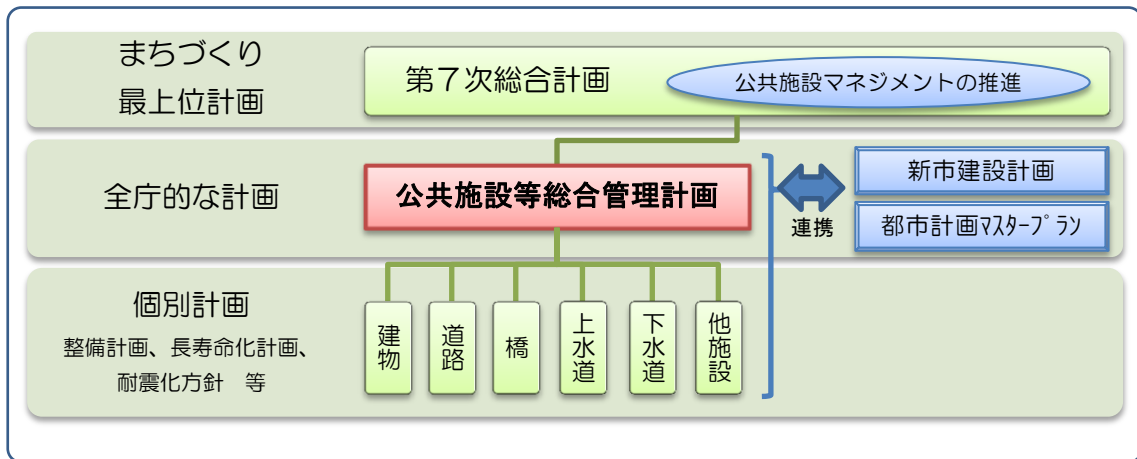 まちづくり
最上位計画
第７次総合計画
公共施設マネジメントの推進
全庁的な計画
公共施設等総合管理計画
連携
新市建設計画
都市計画ﾏｽﾀｰﾌﾟﾗﾝ
個別計画
整備計画、長寿命化計画、
耐震化方針　等
建物
道路
橋
上水道
下水道
他施設